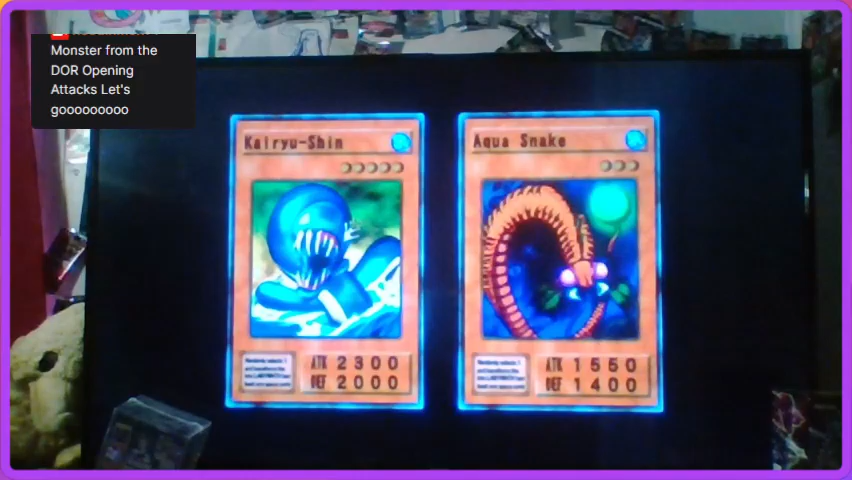 Monster from the
DOR Opening
Attacks Let's
gooooooooo
Kairyu-Shin
Aqua Snake
ATK 2300
DEF 2000
ATK 1550
DEF 1400